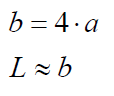 b = 4 · a
L ≈ b